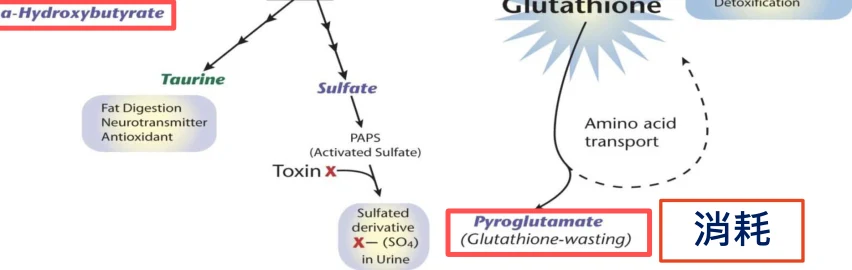 Glutathione
Detoxification
a-Hydroxybutyrate
Taurine
Fat Digestion
Neurotransmitter
Antioxidant
Sulfate
PAPS
(Activated Sulfate)
Toxin X
Sulfated
derivative
X— (SO₄)
in Urine
Amino acid
transport
Pyroglutamate
(Glutathione-wasting)
消耗